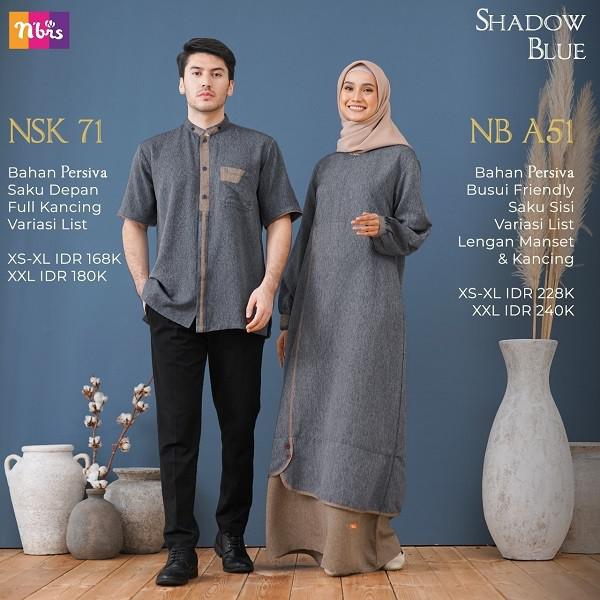 n'brs
SHADOW
BLUE
NSK 71
Bahan Persiva
Saku Depan
Full Kancing
Variasi List
XS-XL IDR 168K
XXL IDR 180K
NB A51
Bahan Persiva
Busui Friendly
Saku Sisi
Variasi List
Lengan Manset
& Kancing
XS-XL IDR 228K
XXL IDR 240K